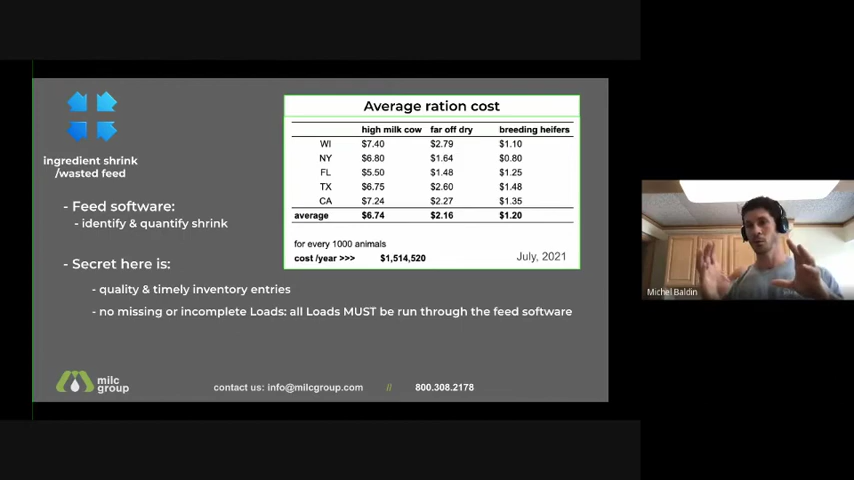 Average ration cost
high milk cow far off dry breeding heifers
WI $7.40 $2.79 $1.10
NY $6.80 $1.64 $0.80
FL $5.50 $1.48 $1.25
TX $6.75 $2.60 $1.48
CA $7.24 $2.27 $1.35
average $6.74 $2.16 $1.20
for every 1000 animals
cost /year >>> $1,514,520
July, 2021
ingredient shrink
/wasted feed
- Feed software:
- identify & quantify shrink
- Secret here is:
- quality & timely inventory entries
- no missing or incomplete Loads: all Loads MUST be run through the feed software
milc
group
contact us: info@milcgroup.com // 800.308.2178
Michel Baldin